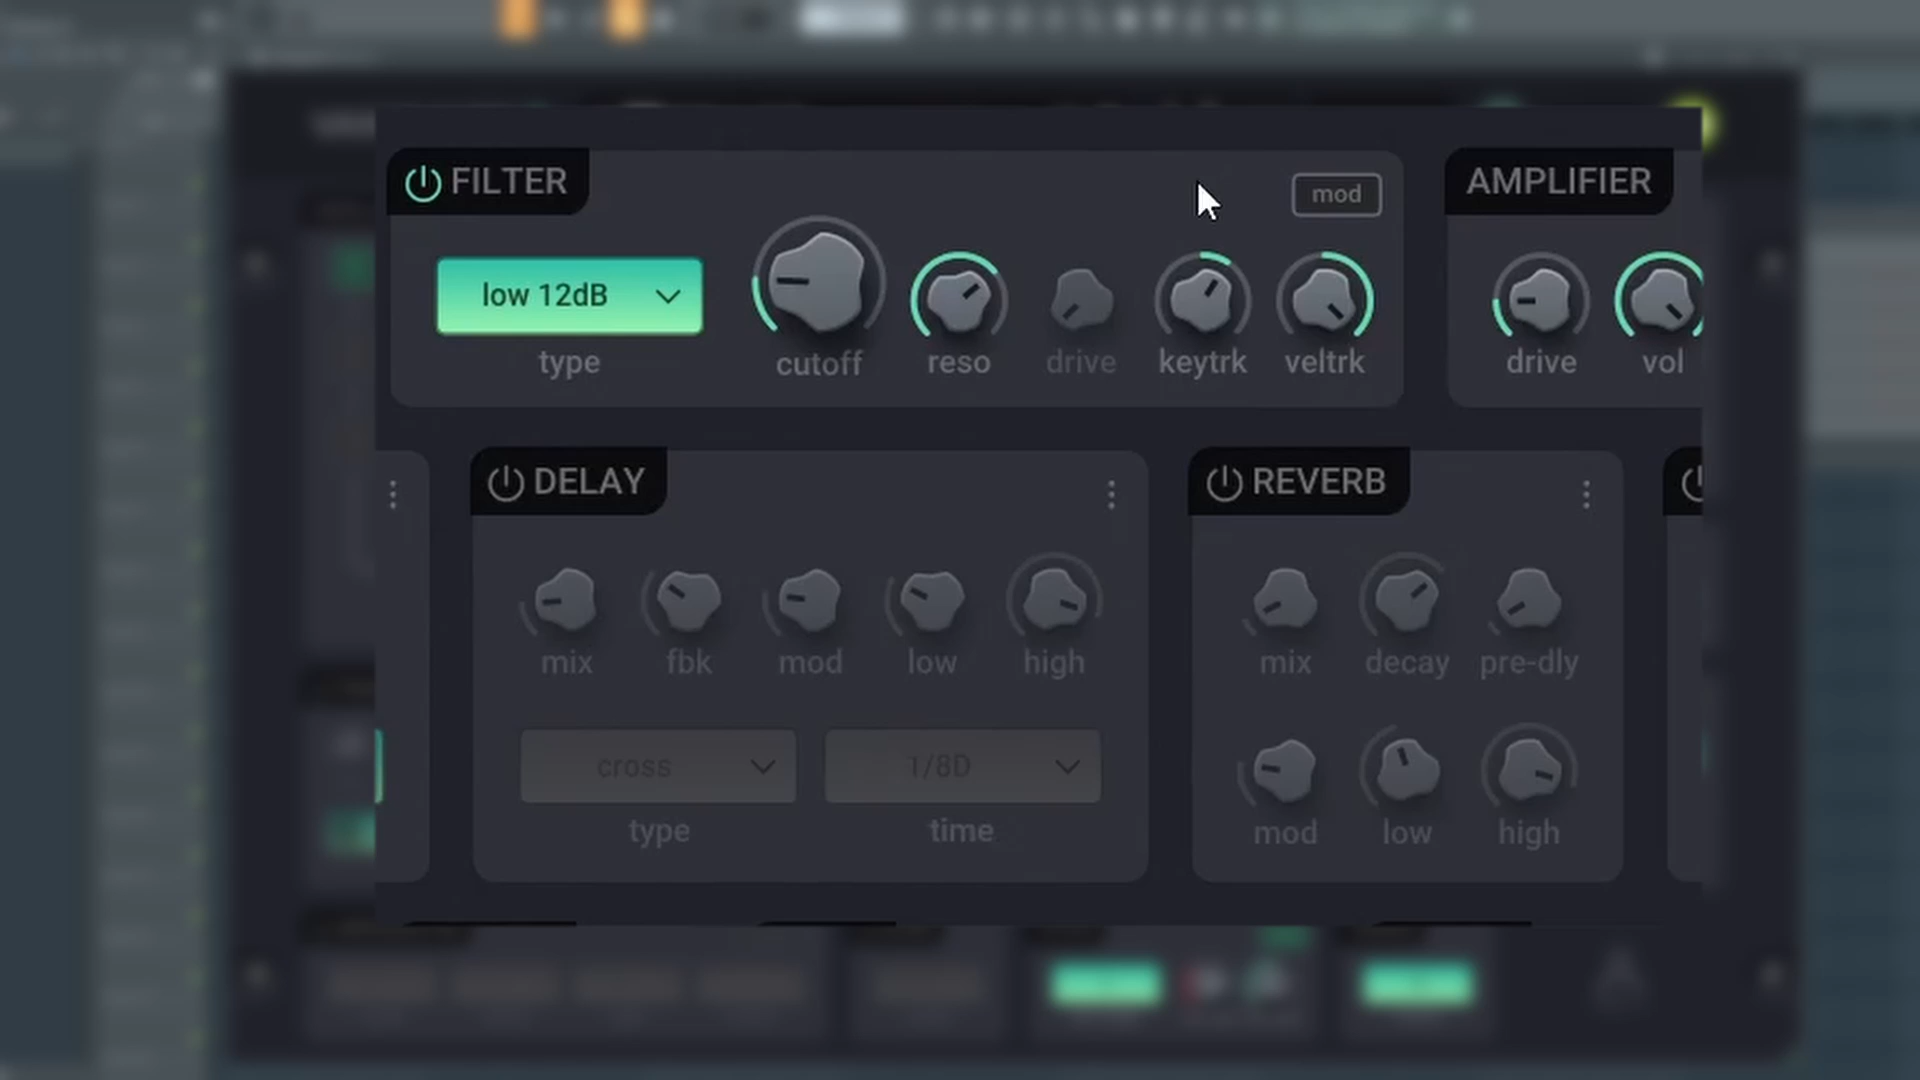 FILTER
mod
AMPLIFIER
low 12dB
type
cutoff
reso
drive
keytrk
veltrk
drive
vol
DELAY
REVERB
mix
fbk
mod
low
high
mix
decay
pre-dly
cross
1/8D
type
time
mod
low
high